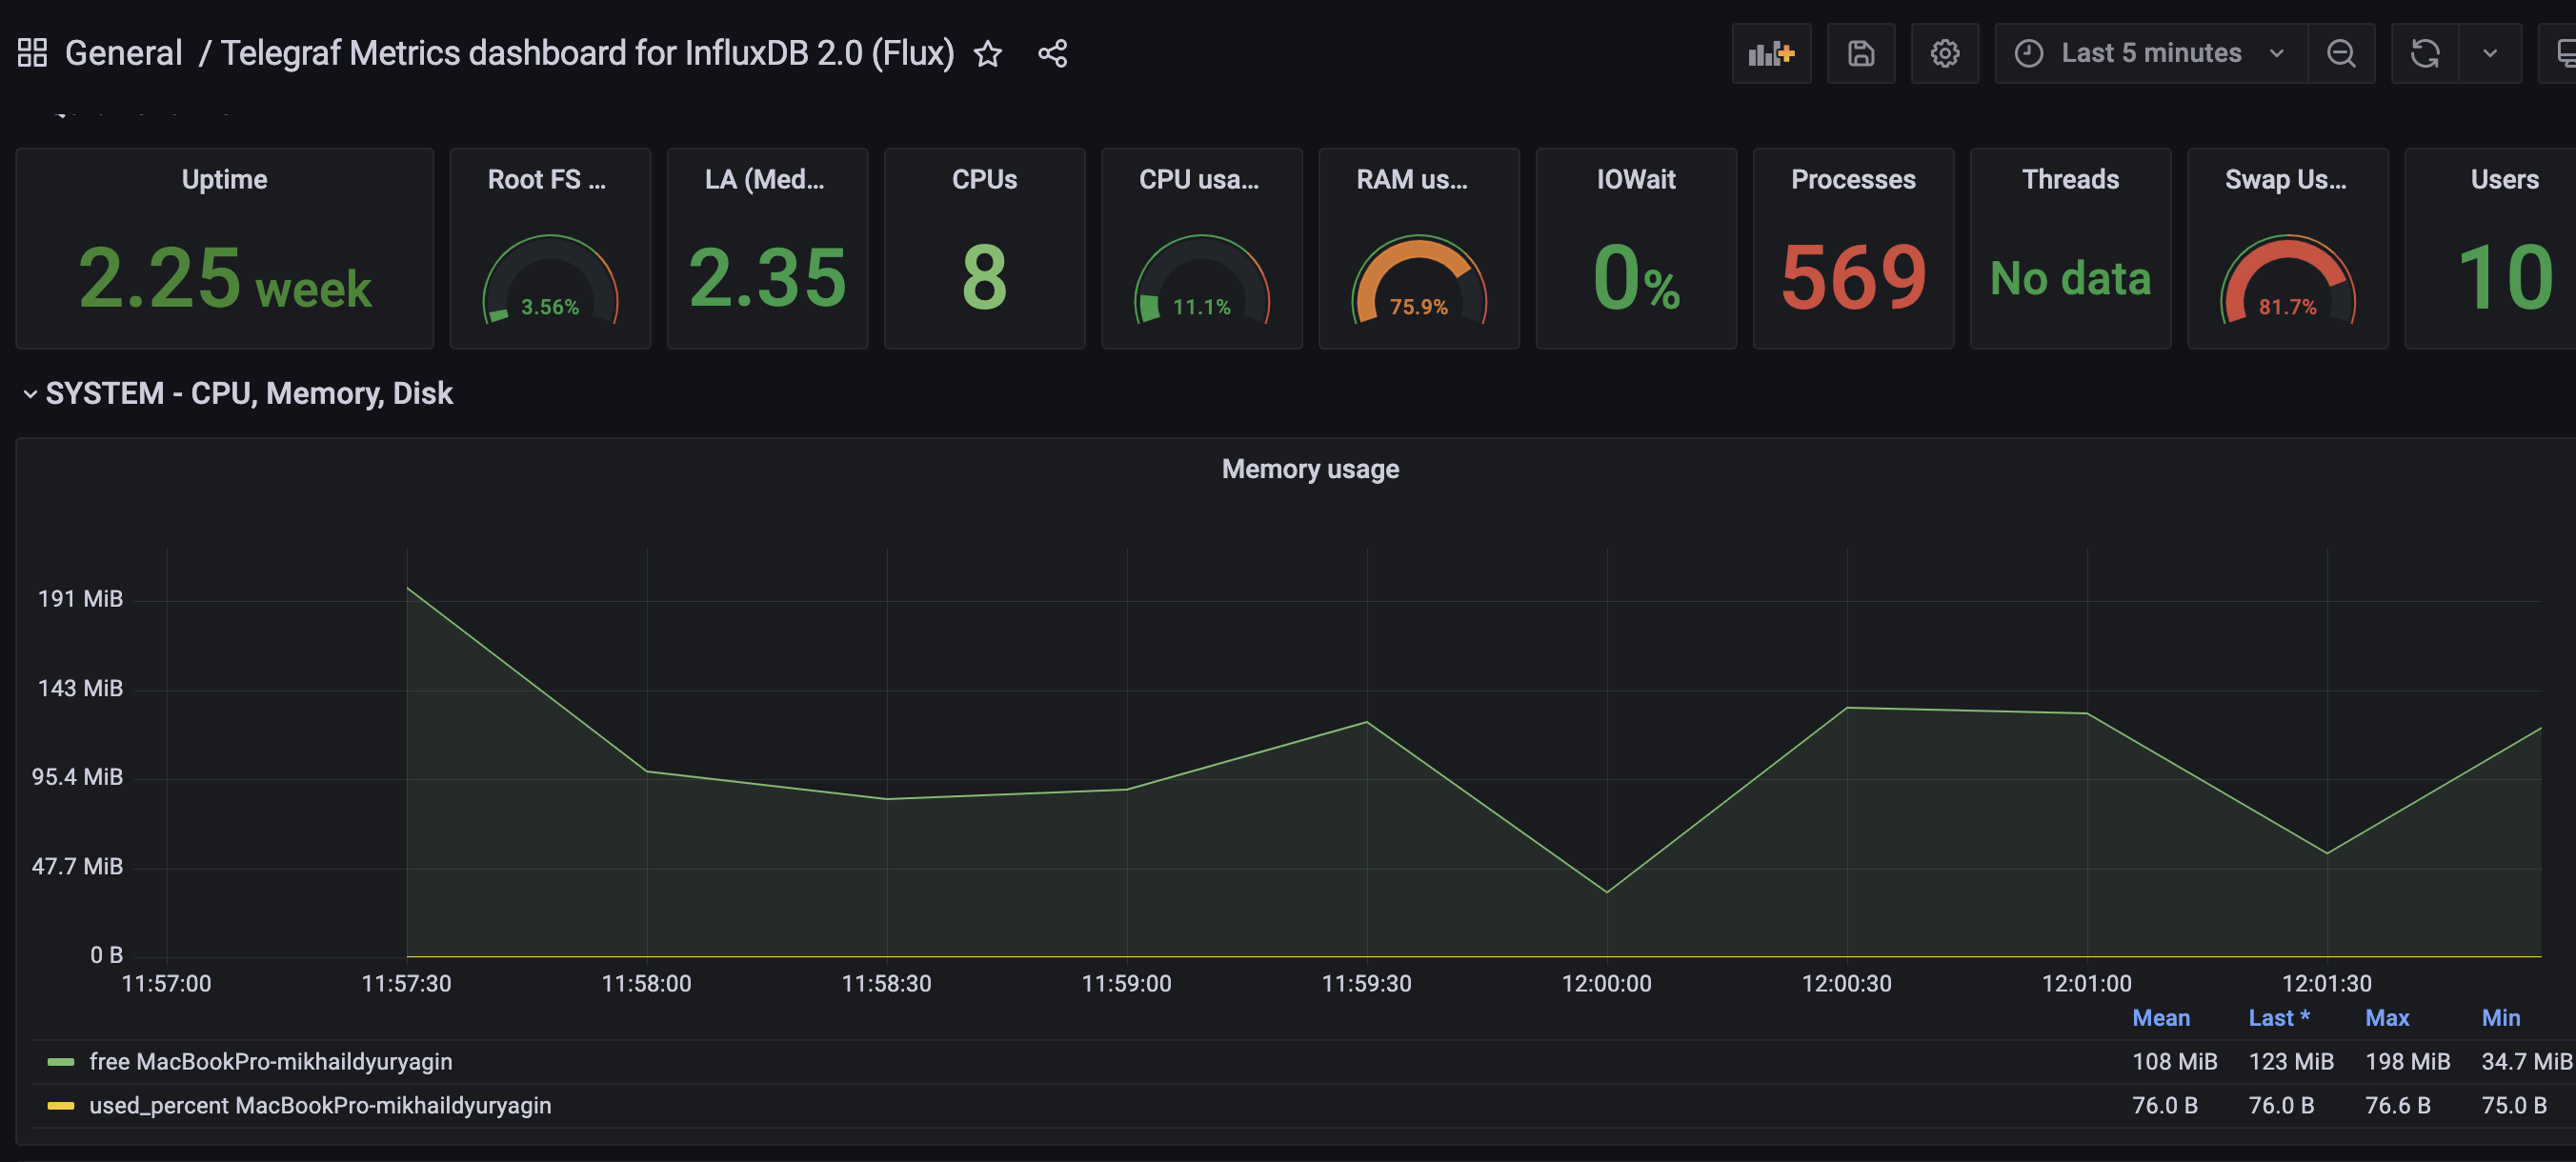 General / Telegraf Metrics dashboard for InfluxDB 2.0 (Flux)
Last 5 minutes
Uptime
2.25 week
Root FS ...
3.56%
LA (Med...
2.35
CPUs
8
CPU usa...
11.1%
RAM us...
75.9%
IOWait
0%
Processes
569
Threads
No data
Swap Us...
81.7%
Users
10
SYSTEM - CPU, Memory, Disk
Memory usage
191 MiB
143 MiB
95.4 MiB
47.7 MiB
0 B
11:57:00 11:57:30 11:58:00 11:58:30 11:59:00 11:59:30 12:00:00 12:00:30 12:01:00 12:01:30
Mean Last * Max Min
free MacBookPro-mikhaildyuryagin 108 MiB 123 MiB 198 MiB 34.7 MiB
used_percent MacBookPro-mikhaildyuryagin 76.0 B 76.0 B 76.6 B 75.0 B